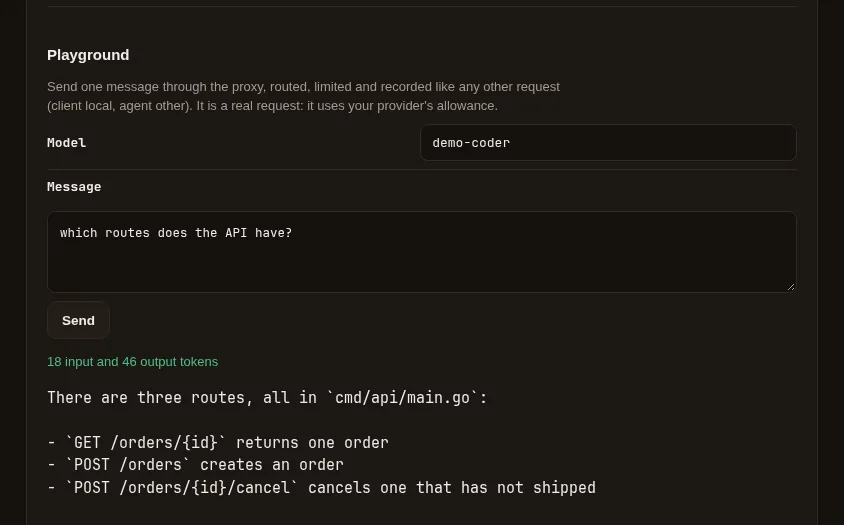 Playground
Send one message through the proxy, routed, limited and recorded like any other request
(client local, agent other). It is a real request: it uses your provider's allowance.
Model
demo-coder
Message
which routes does the API have?
Send
18 input and 46 output tokens
There are three routes, all in `cmd/api/main.go`:
- `GET /orders/{id}` returns one order
- `POST /orders` creates an order
- `POST /orders/{id}/cancel` cancels one that has not shipped